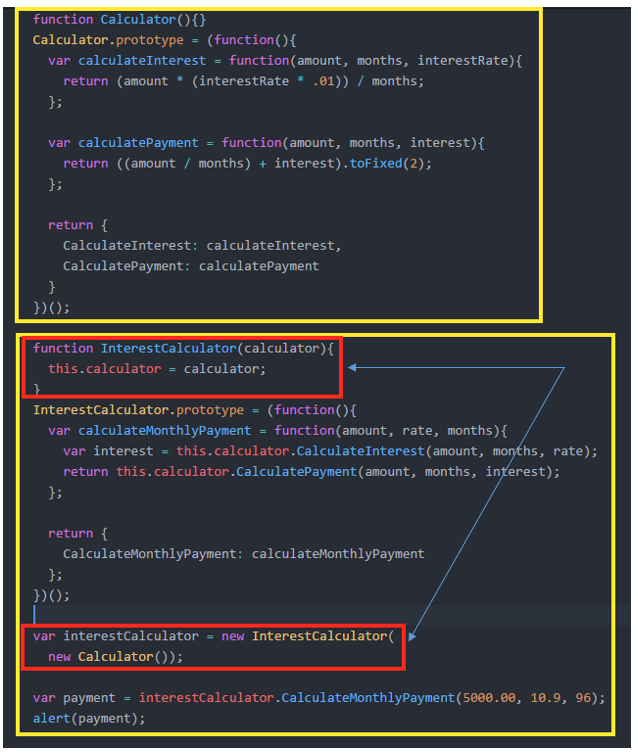 function Calculator(){}
Calculator.prototype = (function(){
  var calculateInterest = function(amount, months, interestRate){
    return (amount * (interestRate * .01)) / months;
  };

  var calculatePayment = function(amount, months, interest){
    return ((amount / months) + interest).toFixed(2);
  };

  return {
    CalculateInterest: calculateInterest,
    CalculatePayment: calculatePayment
  }
})();

function InterestCalculator(calculator){
  this.calculator = calculator;
}
InterestCalculator.prototype = (function(){
  var calculateMonthlyPayment = function(amount, rate, months){
    var interest = this.calculator.CalculateInterest(amount, months, rate);
    return this.calculator.CalculatePayment(amount, months, interest);
  };

  return {
    CalculateMonthlyPayment: calculateMonthlyPayment
  };
})();

var interestCalculator = new InterestCalculator(
  new Calculator());

var payment = interestCalculator.CalculateMonthlyPayment(5000.00, 10.9, 96);
alert(payment);